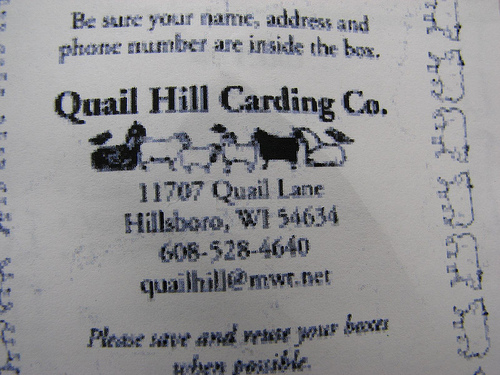 Be sure your name, address and
phone number are inside the box.
Quail Hill Carding Co.
11707 Quail Lane
Hillsboro, WI 54634
608-528-4640
quailhill@mwt.net
Please save and reuse your boxes
when possible.